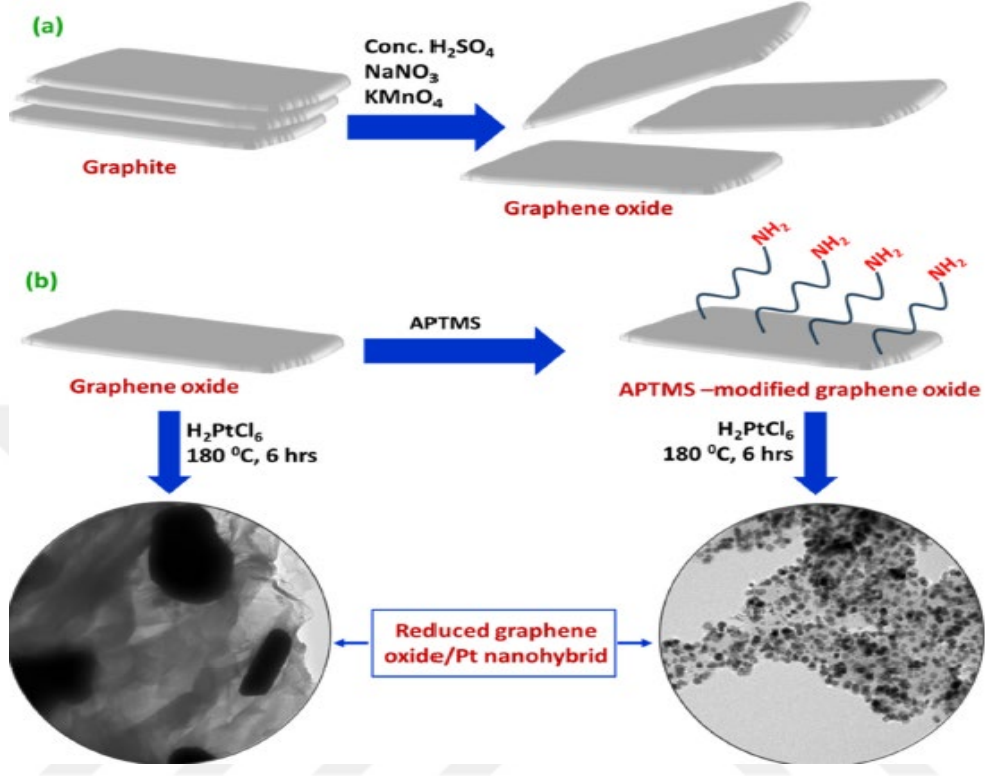 (a)
Conc. H₂SO₄
NaNO₃
KMnO₄
Graphite
Graphene oxide
(b)
NH₂ NH₂ NH₂ NH₂
APTMS
Graphene oxide
APTMS –modified graphene oxide
H₂PtCl₆
180 ⁰C, 6 hrs
H₂PtCl₆
180 ⁰C, 6 hrs
Reduced graphene
oxide/Pt nanohybrid